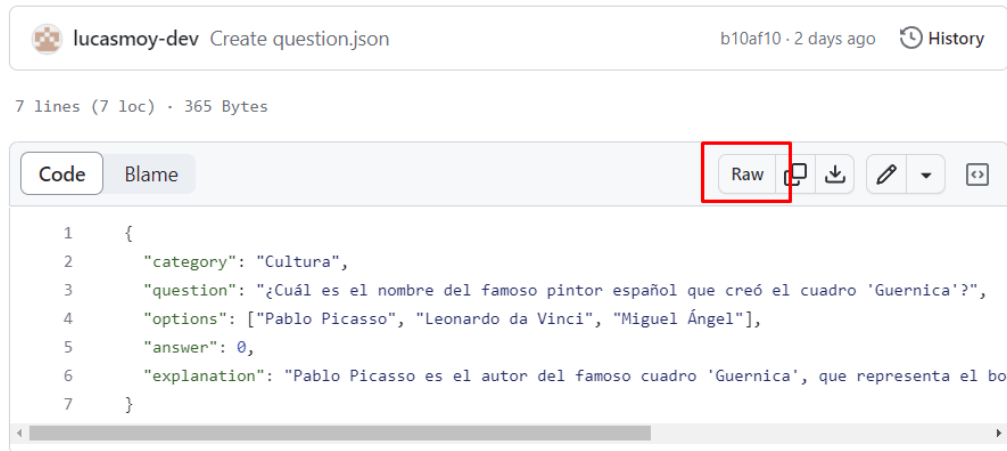 lucasmoy-dev Create question.json b10af10 · 2 days ago History
7 lines (7 loc) · 365 Bytes
Code Blame Raw
1 {
2 "category": "Cultura",
3 "question": "¿Cuál es el nombre del famoso pintor español que creó el cuadro 'Guernica'?",
4 "options": ["Pablo Picasso", "Leonardo da Vinci", "Miguel Ángel"],
5 "answer": 0,
6 "explanation": "Pablo Picasso es el autor del famoso cuadro 'Guernica', que representa el bo
7 }